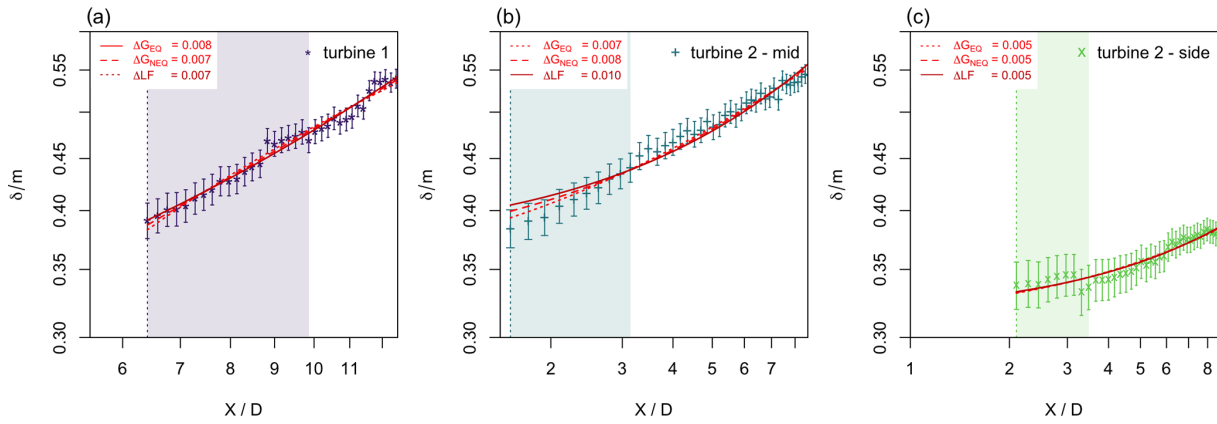 (a)
ΔG_EQ = 0.008
ΔG_NEQ = 0.007
ΔLF = 0.007
* turbine 1
δ/m
0.55
0.45
0.40
0.35
0.30
6 7 8 9 10 11
X / D
(b)
ΔG_EQ = 0.007
ΔG_NEQ = 0.008
ΔLF = 0.010
+ turbine 2 - mid
δ/m
0.55
0.45
0.40
0.35
0.30
2 3 4 5 6 7
X / D
(c)
ΔG_EQ = 0.005
ΔG_NEQ = 0.005
ΔLF = 0.005
x turbine 2 - side
δ/m
0.55
0.45
0.40
0.35
0.30
1 2 3 4 5 6 8
X / D